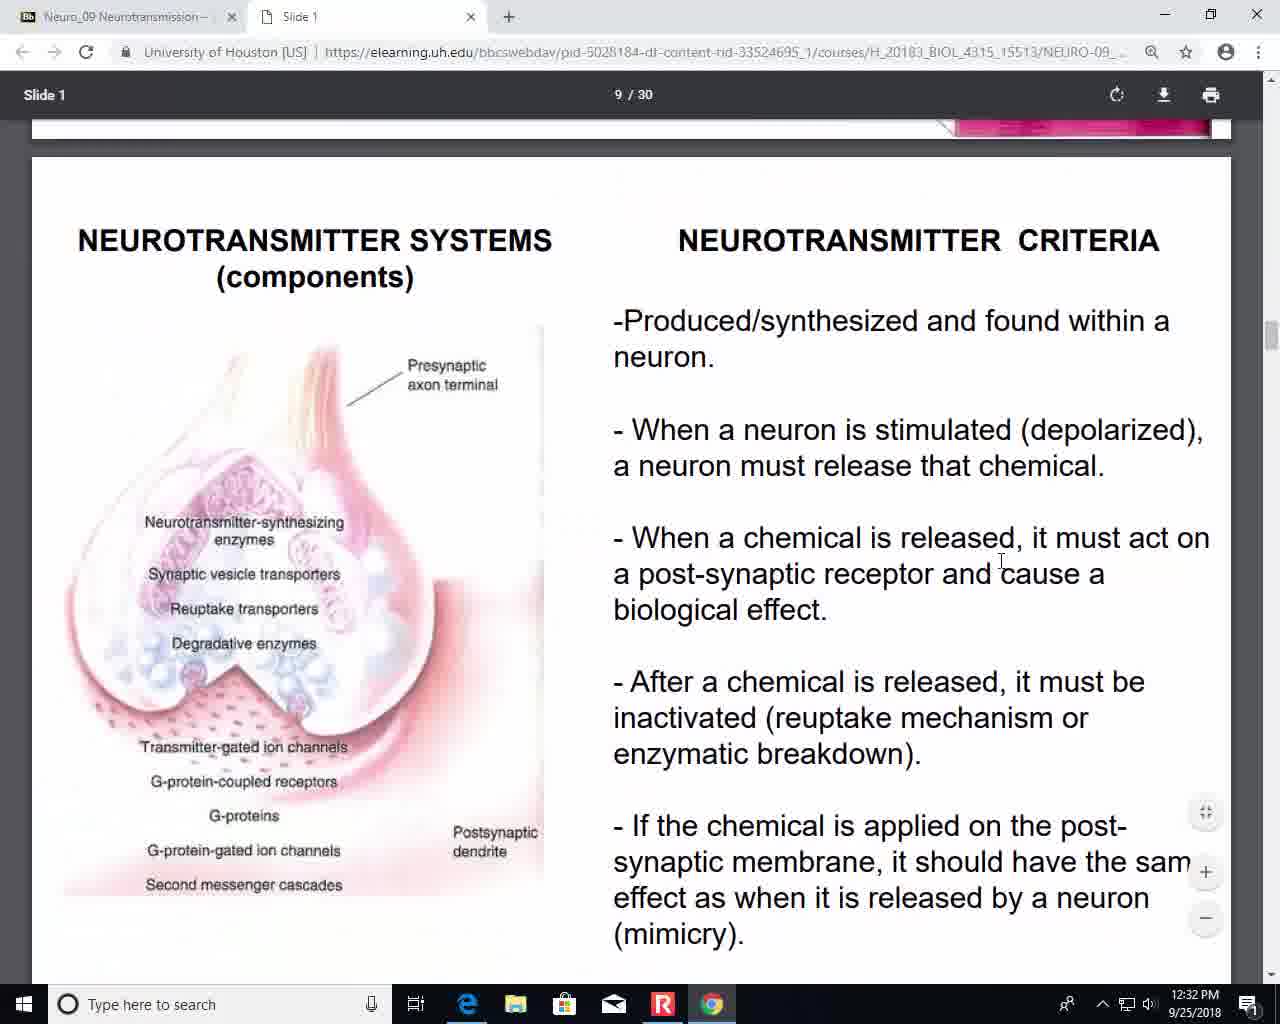 Neuro_09 Neurotransmission –
Slide 1
University of Houston [US] | https://elearning.uh.edu/bbcswebdav/pid-5028184-dt-content-rid-33524695_1/courses/H_20183_BIOL_4315_15513/NEURO-09_...
Slide 1
9 / 30
NEUROTRANSMITTER SYSTEMS
(components)
Presynaptic
axon terminal
Neurotransmitter-synthesizing
enzymes
Synaptic vesicle transporters
Reuptake transporters
Degradative enzymes
Transmitter-gated ion channels
G-protein-coupled receptors
G-proteins
G-protein-gated ion channels
Second messenger cascades
Postsynaptic
dendrite
NEUROTRANSMITTER CRITERIA
-Produced/synthesized and found within a
neuron.
- When a neuron is stimulated (depolarized),
a neuron must release that chemical.
- When a chemical is released, it must act on
a post-synaptic receptor and cause a
biological effect.
- After a chemical is released, it must be
inactivated (reuptake mechanism or
enzymatic breakdown).
- If the chemical is applied on the post-
synaptic membrane, it should have the sam
effect as when it is released by a neuron
(mimicry).
Type here to search
12:32 PM
9/25/2018